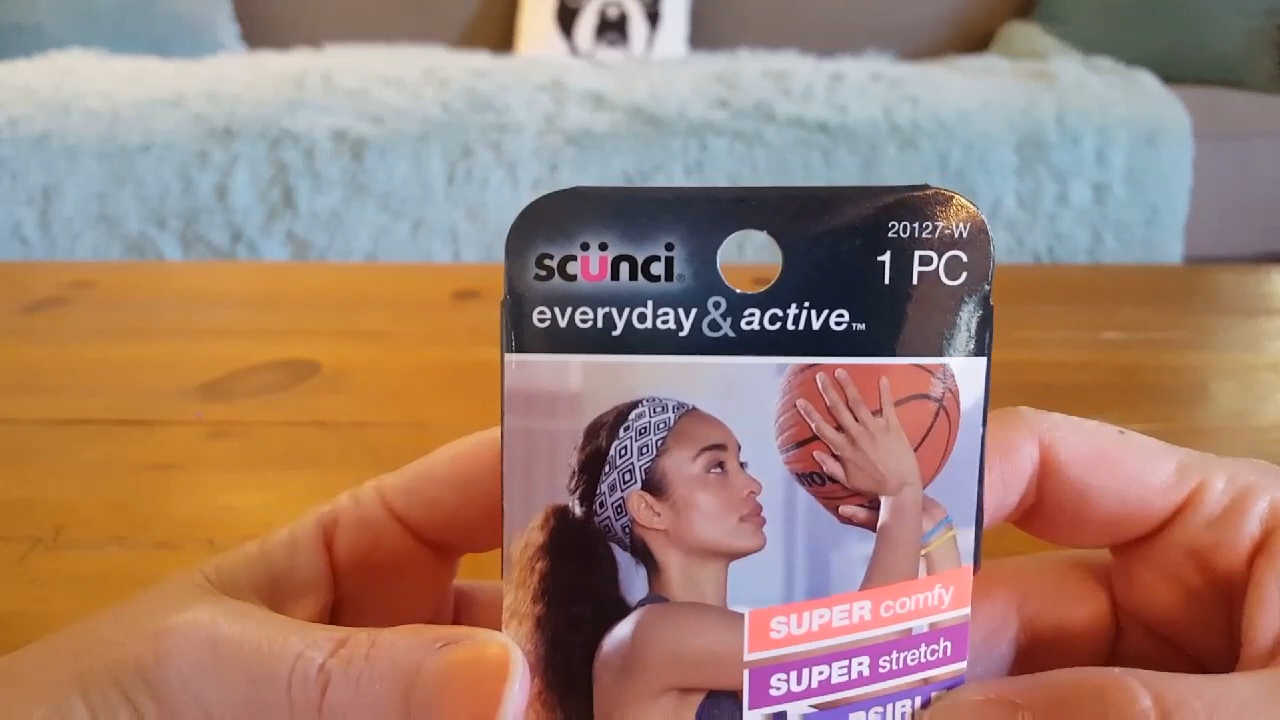 scünci®
everyday & active™
20127-W
1 PC
SUPER comfy
SUPER stretch